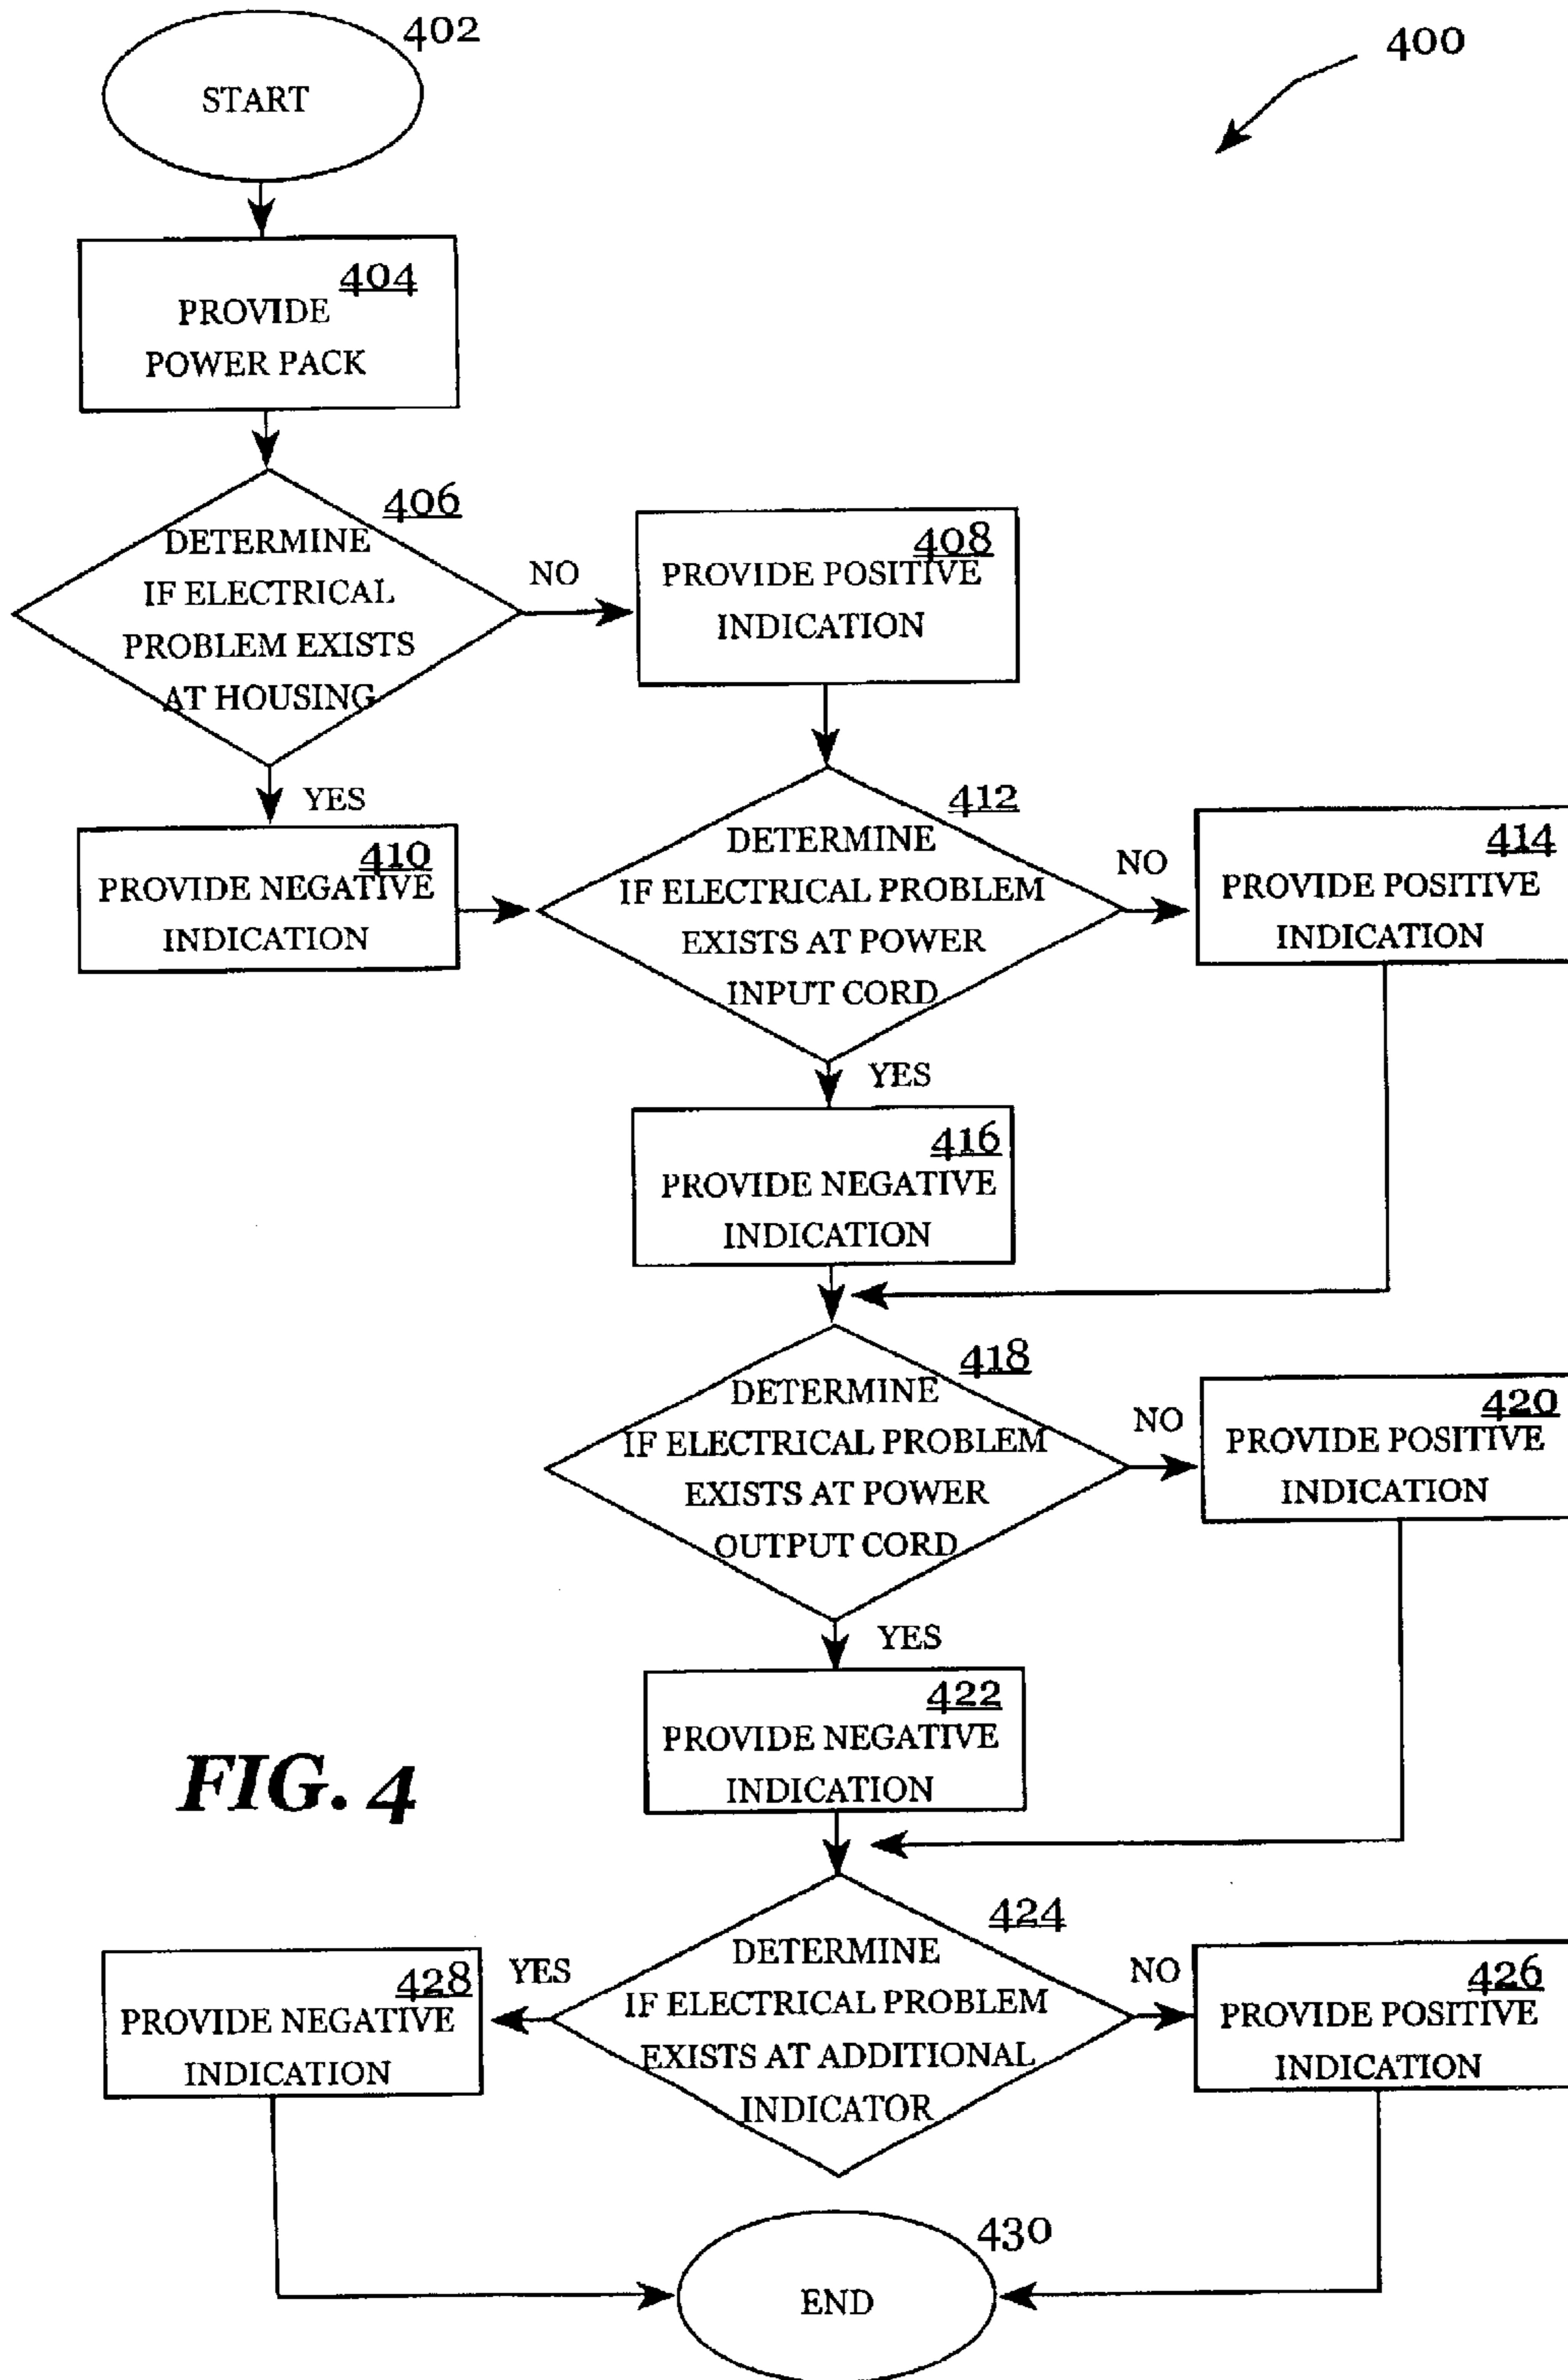 402
START
400
404
PROVIDE
POWER PACK
406
DETERMINE
IF ELECTRICAL
PROBLEM EXISTS
AT HOUSING
NO
408
PROVIDE POSITIVE
INDICATION
YES
410
PROVIDE NEGATIVE
INDICATION
412
DETERMINE
IF ELECTRICAL PROBLEM
EXISTS AT POWER
INPUT CORD
NO
414
PROVIDE POSITIVE
INDICATION
YES
416
PROVIDE NEGATIVE
INDICATION
418
DETERMINE
IF ELECTRICAL PROBLEM
EXISTS AT POWER
OUTPUT CORD
NO
420
PROVIDE POSITIVE
INDICATION
YES
422
PROVIDE NEGATIVE
INDICATION
FIG. 4
424
DETERMINE
IF ELECTRICAL PROBLEM
EXISTS AT ADDITIONAL
INDICATOR
YES
428
PROVIDE NEGATIVE
INDICATION
NO
426
PROVIDE POSITIVE
INDICATION
430
END